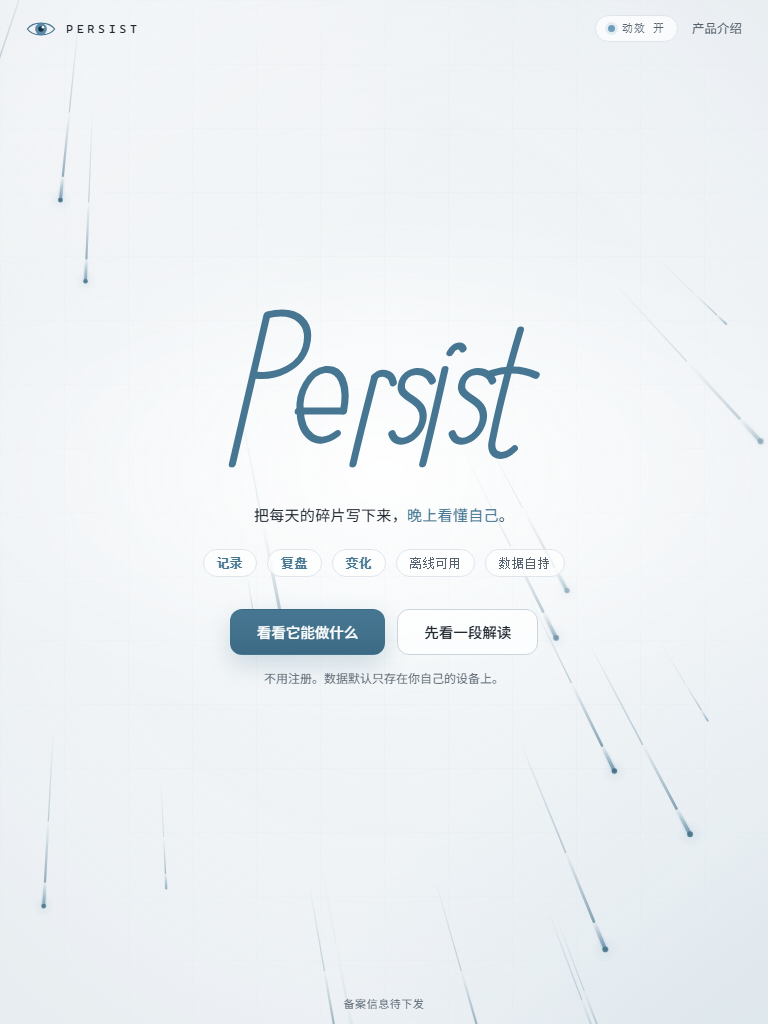 PERSIST
动效 开
产品介绍
Persist
把每天的碎片写下来，晚上看懂自己。
记录 复盘 变化 离线可用 数据自持
看看它能做什么 先看一段解读
不用注册。数据默认只存在你自己的设备上。
备案信息待下发